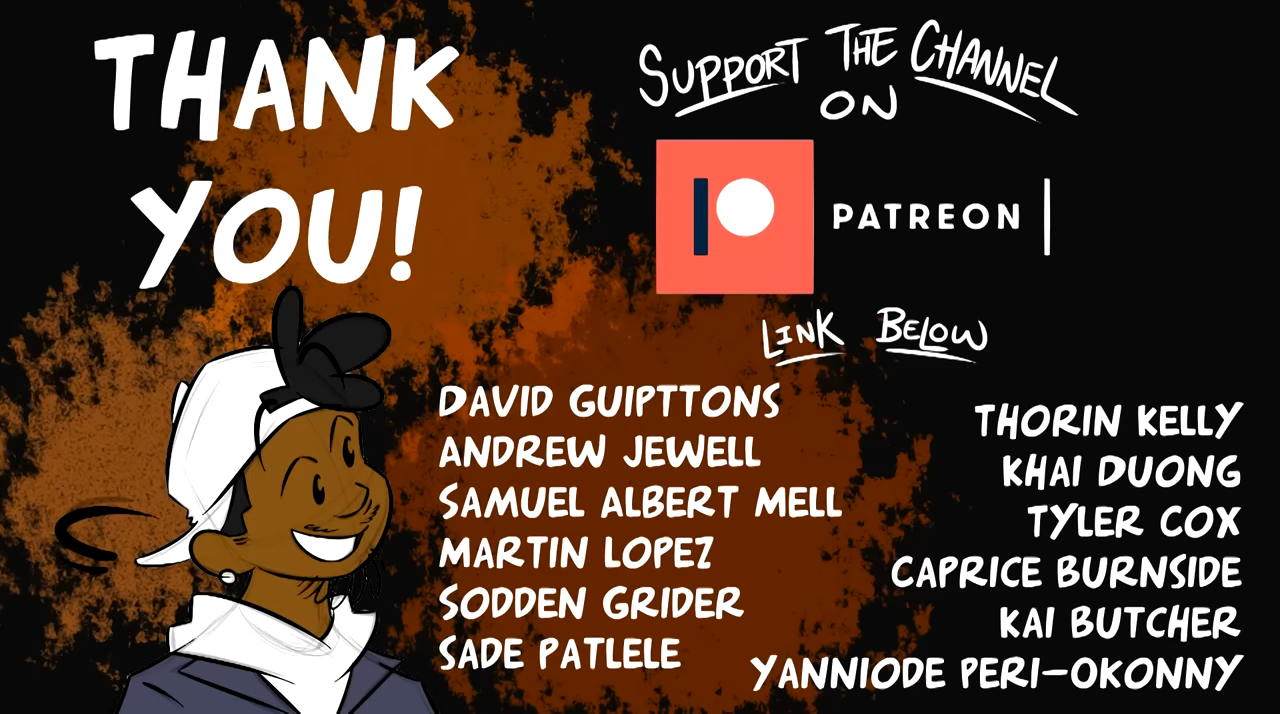 THANK
YOU!
SUPPORT THE CHANNEL
ON
PATREON
LINK BELOW
DAVID GUIPTTONS
ANDREW JEWELL
SAMUEL ALBERT MELL
MARTIN LOPEZ
SODDEN GRIDER
SADE PATLELE
THORIN KELLY
KHAI DUONG
TYLER COX
CAPRICE BURNSIDE
KAI BUTCHER
YANNIODE PERI-OKONNY